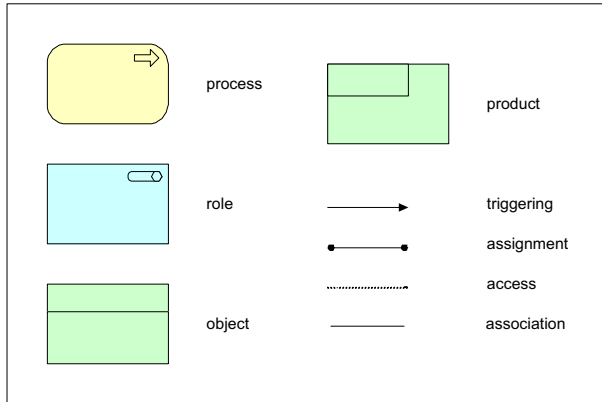 process
product
role
triggering
assignment
access
object
association